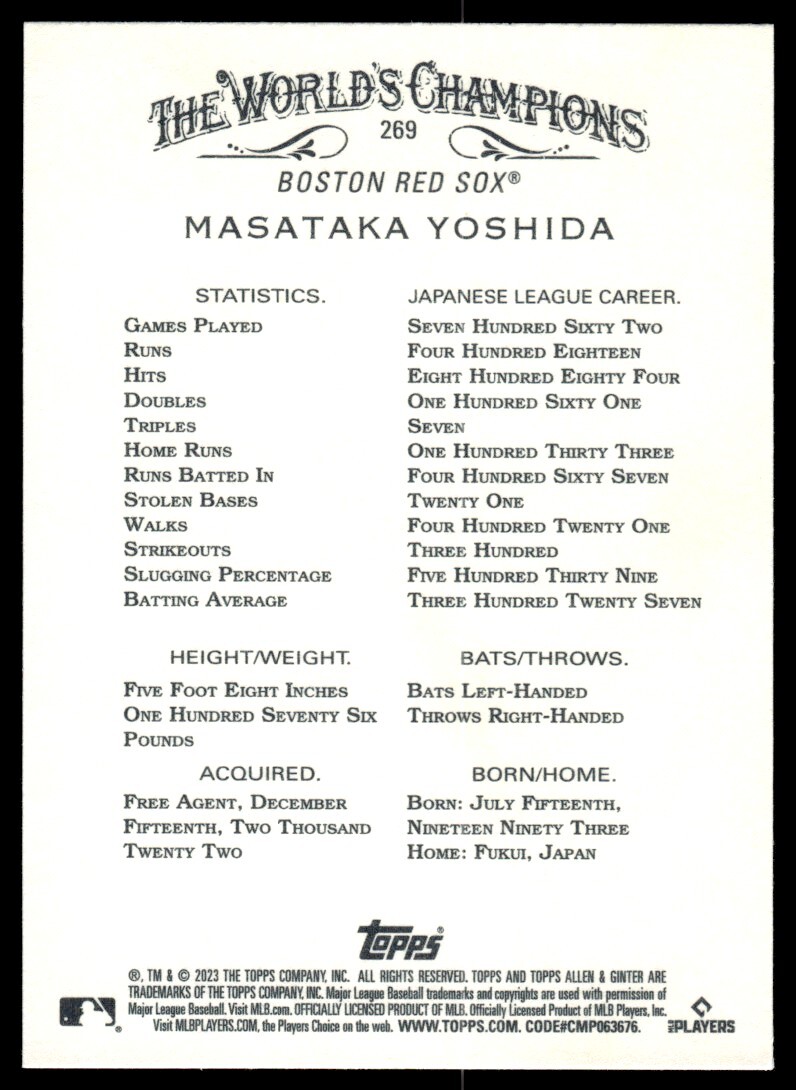 THE WORLD'S CHAMPIONS
269
BOSTON RED SOX®
MASATAKA YOSHIDA
STATISTICS. JAPANESE LEAGUE CAREER.
GAMES PLAYED SEVEN HUNDRED SIXTY TWO
RUNS FOUR HUNDRED EIGHTEEN
HITS EIGHT HUNDRED EIGHTY FOUR
DOUBLES ONE HUNDRED SIXTY ONE
TRIPLES SEVEN
HOME RUNS ONE HUNDRED THIRTY THREE
RUNS BATTED IN FOUR HUNDRED SIXTY SEVEN
STOLEN BASES TWENTY ONE
WALKS FOUR HUNDRED TWENTY ONE
STRIKEOUTS THREE HUNDRED
SLUGGING PERCENTAGE FIVE HUNDRED THIRTY NINE
BATTING AVERAGE THREE HUNDRED TWENTY SEVEN
HEIGHT/WEIGHT.
FIVE FOOT EIGHT INCHES
ONE HUNDRED SEVENTY SIX
POUNDS
BATS/THROWS.
BATS LEFT-HANDED
THROWS RIGHT-HANDED
ACQUIRED.
FREE AGENT, DECEMBER
FIFTEENTH, TWO THOUSAND
TWENTY TWO
BORN/HOME.
BORN: JULY FIFTEENTH,
NINETEEN NINETY THREE
HOME: FUKUI, JAPAN
TOPPS®
®, TM & © 2023 THE TOPPS COMPANY, INC. ALL RIGHTS RESERVED. TOPPS AND TOPPS ALLEN & GINTER ARE
TRADEMARKS OF THE TOPPS COMPANY, INC. Major League Baseball trademarks and copyrights are used with permission of
Major League Baseball. Visit MLB.com. OFFICIALLY LICENSED PRODUCT OF MLB. Officially Licensed Product of MLB Players, Inc.
Visit MLBPLAYERS.COM, the Players Choice on the web. WWW.TOPPS.COM. CODE#CMP063676.
MLB PLAYERS